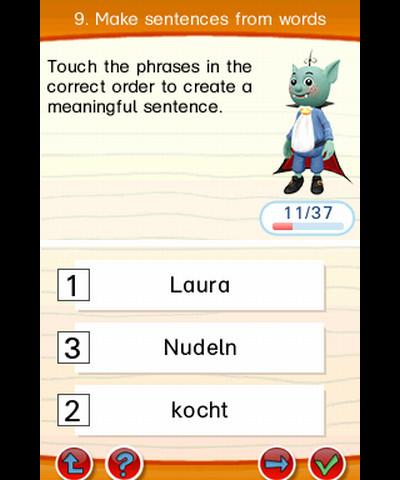 9. Make sentences from words
Touch the phrases in the
correct order to create a
meaningful sentence.
11/37
1 Laura
3 Nudeln
2 kocht
?